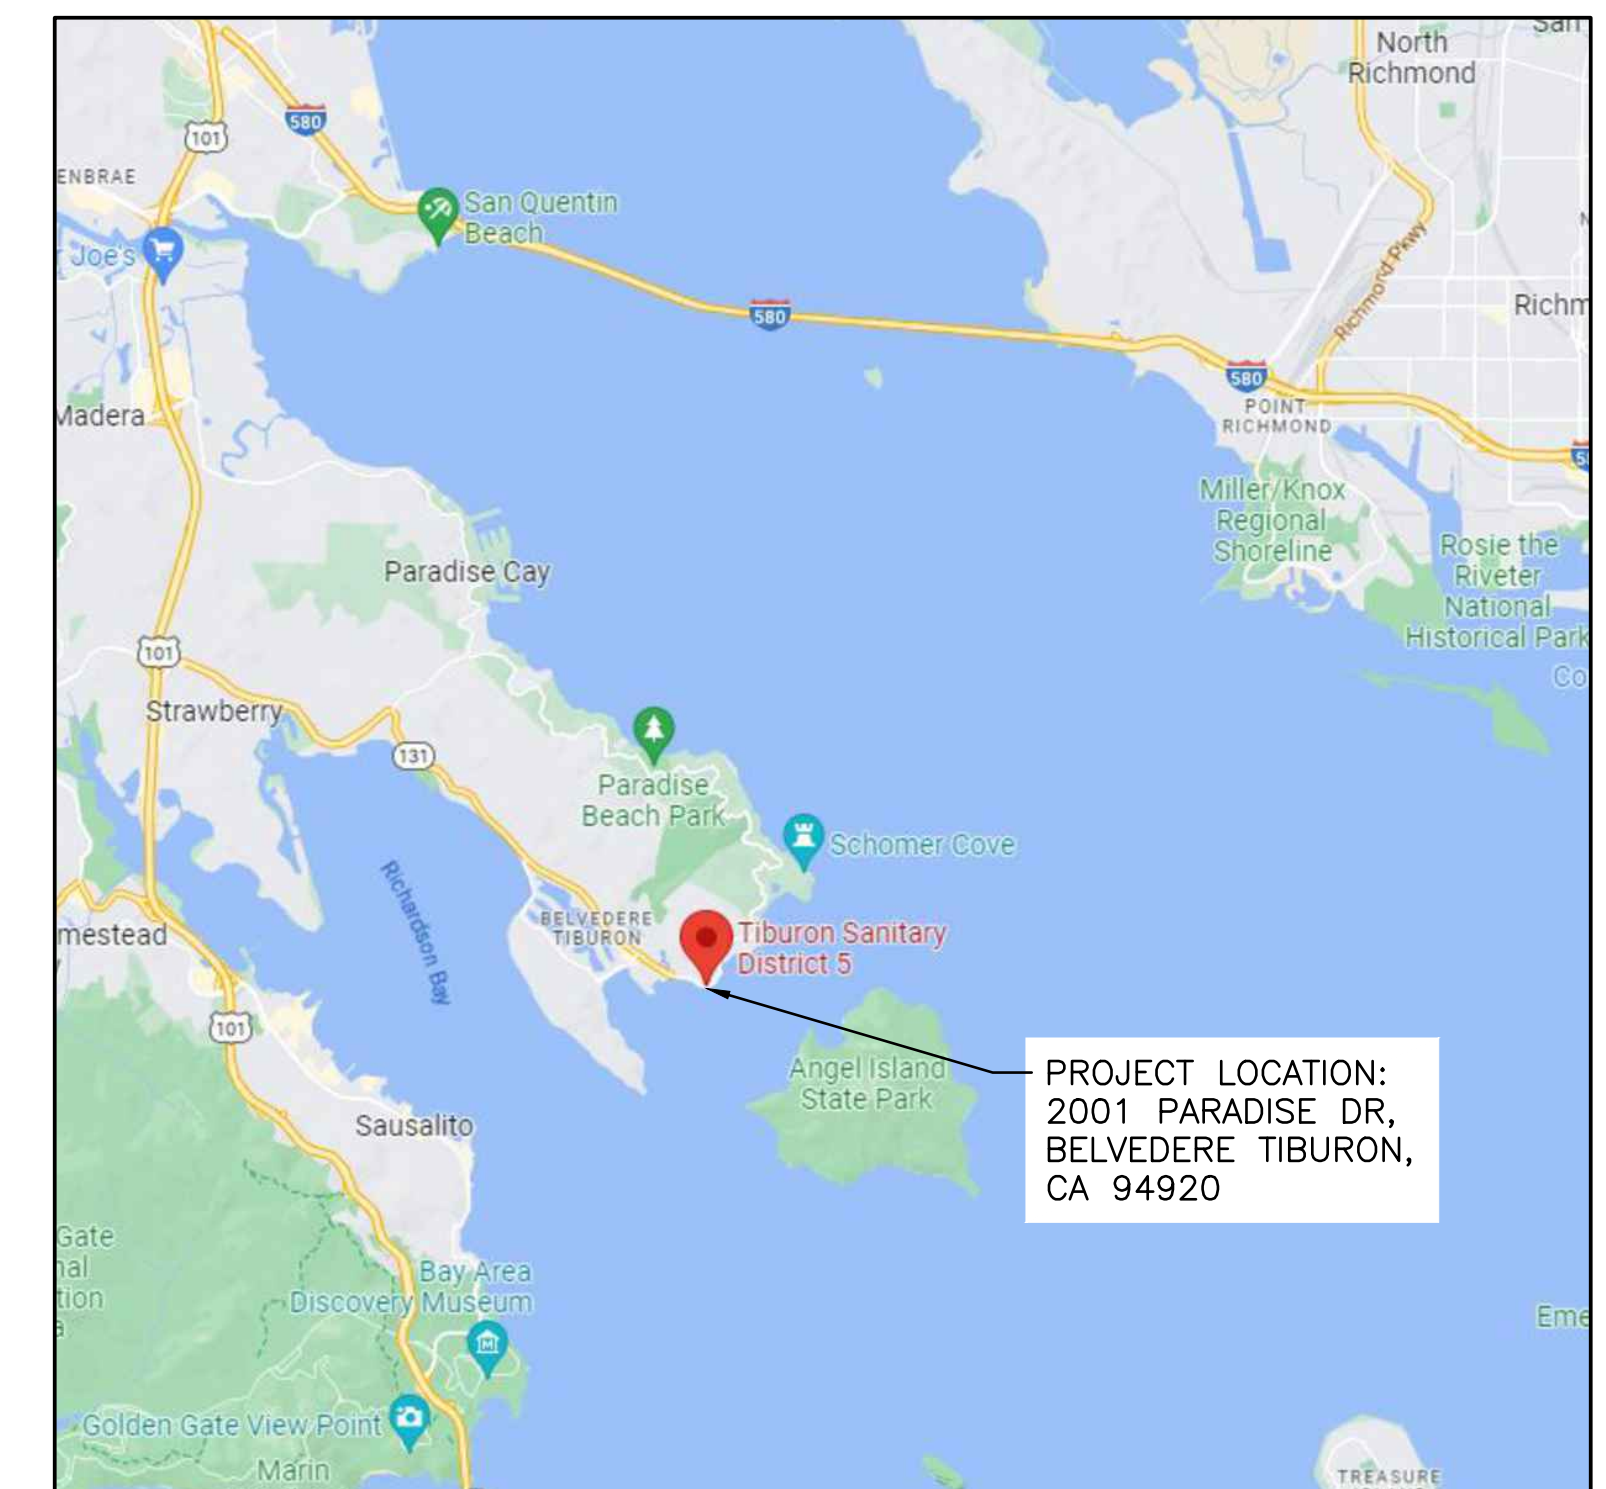 North
Richmond
101
580
ENBRAE
San Quentin
Beach
Joe's
580
Richmond Pkwy
Richm
580
POINT
RICHMOND
Madera
Miller/Knox
Regional
Shoreline
Rosie the
Riveter
National
Historical Park
Co
Paradise Cay
101
Strawberry
131
Paradise
Beach Park
Schomer Cove
Richardson Bay
BELVEDERE
TIBURON
mestead
Tiburon Sanitary
District 5
101
Angel Island
State Park
PROJECT LOCATION:
2001 PARADISE DR,
BELVEDERE TIBURON,
CA 94920
Sausalito
Gate
nal
tion
a
Bay Area
Discovery Museum
M
Eme
Golden Gate View Point
Marin
TREASURE